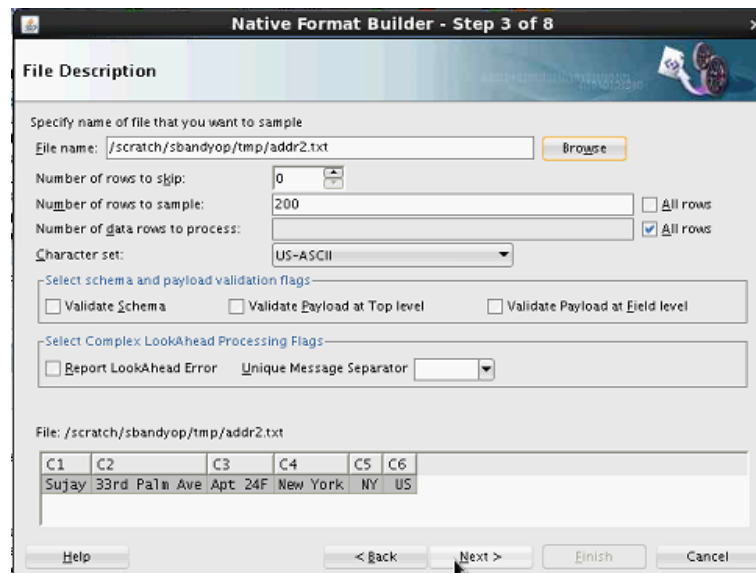 Native Format Builder - Step 3 of 8
File Description
Specify name of file that you want to sample
File name: /scratch/sbandyop/tmp/addr2.txt Browse
Number of rows to skip: 0
Number of rows to sample: 200 All rows
Number of data rows to process: All rows
Character set: US-ASCII
Select schema and payload validation flags
Validate Schema Validate Payload at Top level Validate Payload at Field level
Select Complex LookAhead Processing Flags
Report LookAhead Error Unique Message Separator
File: /scratch/sbandyop/tmp/addr2.txt
C1 C2 C3 C4 C5 C6
Sujay 33rd Palm Ave Apt 24F New York NY US
Help < Back Next > Finish Cancel